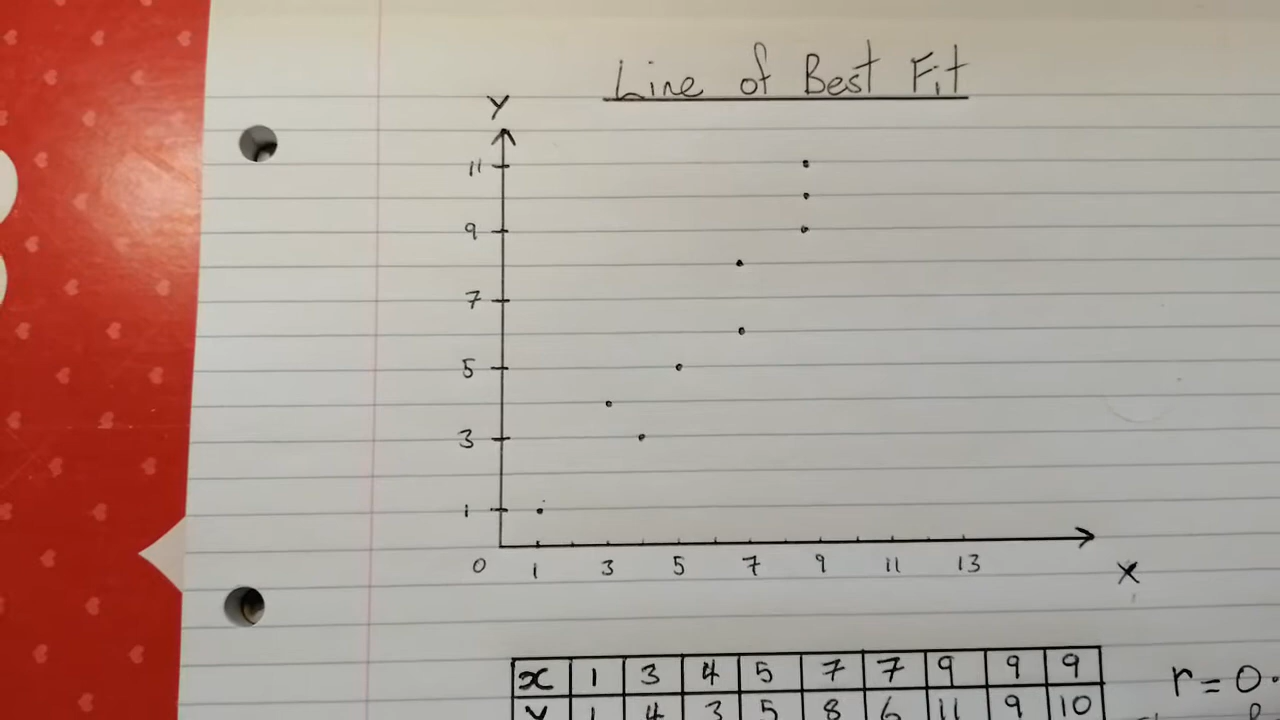 Line of Best Fit
Y
11
9
7
5
3
1
0 1 3 5 7 9 11 13
X
x 1 3 4 5 7 7 9 9 9
r = 0.
Y 1 4 3 5 8 6 11 9 10